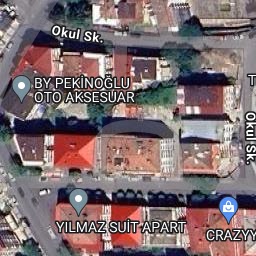 Okul Sk.
BY PEKİNOĞLU
OTO AKSESUAR
T
Okul Sk.
YILMAZ SUİT APART
CRAZYY